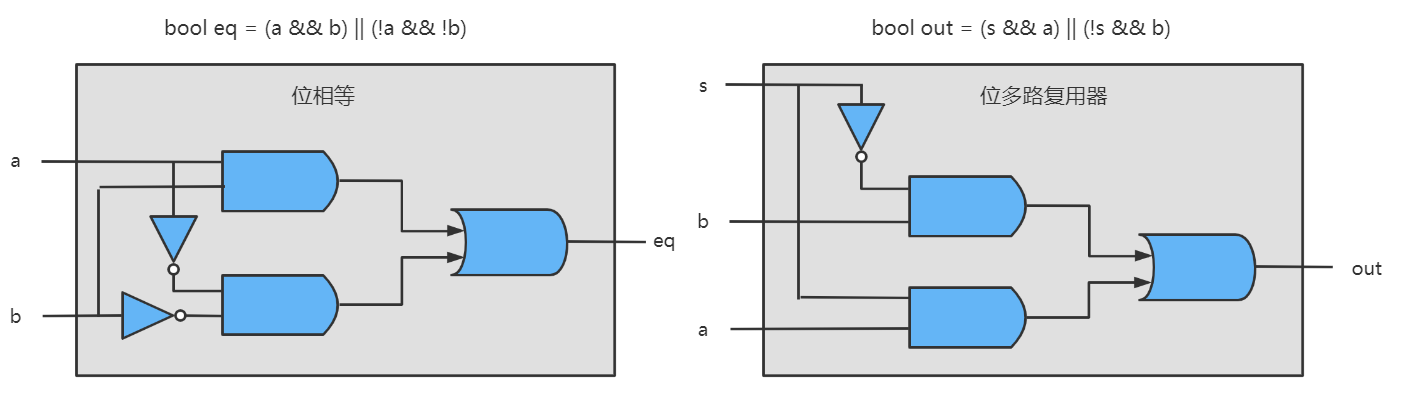 bool eq = (a && b) || (!a && !b)
位相等
a
b
eq
bool out = (s && a) || (!s && b)
s
位多路复用器
b
a
out